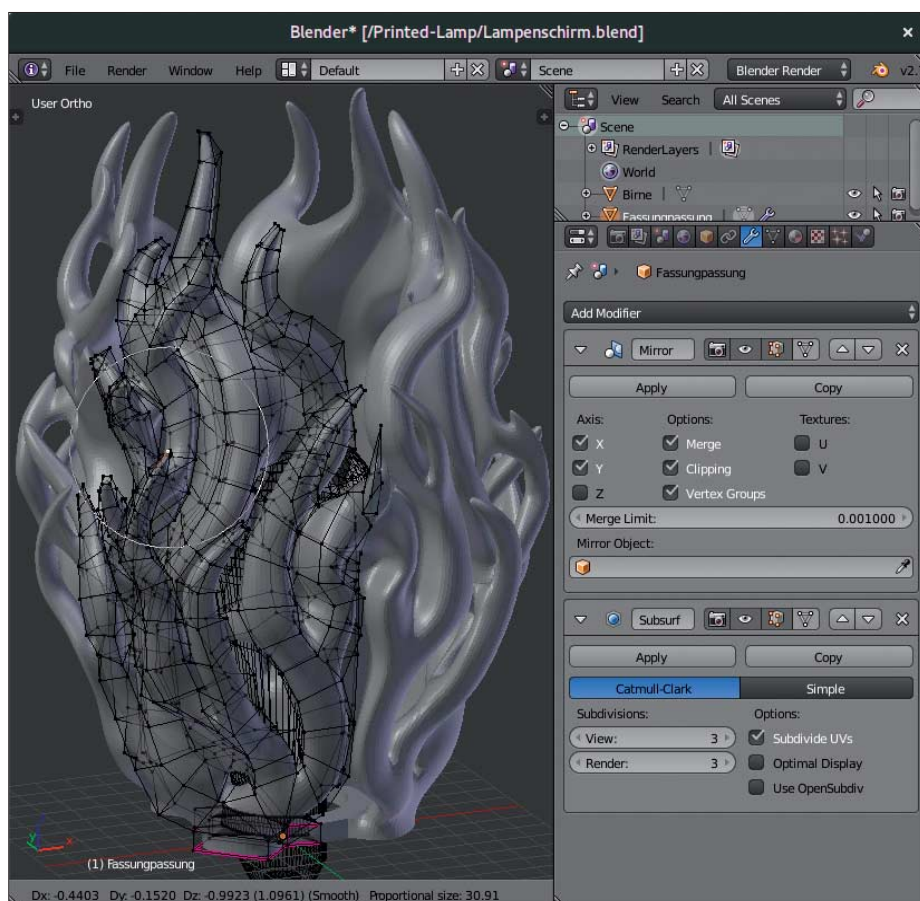 Blender* [/Printed-Lamp/Lampenschirm.blend]
File Render Window Help Default Scene Blender Render v2.
User Ortho
View Search All Scenes
Scene
RenderLayers
World
Birne
Fassungpassung
Fassungpassung
Add Modifier
Mirror
Apply Copy
Axis: Options: Textures:
X Merge U
Y Clipping V
Z Vertex Groups
Merge Limit: 0.001000
Mirror Object:
Subsurf
Apply Copy
Catmull-Clark Simple
Subdivisions: Options:
View: 3 Subdivide UVs
Render: 3 Optimal Display
Use OpenSubdiv
y x
(1) Fassungpassung
Dx: -0.4403 Dy: -0.1520 Dz: -0.9923 (1.0961) (Smooth) Proportional size: 30.91